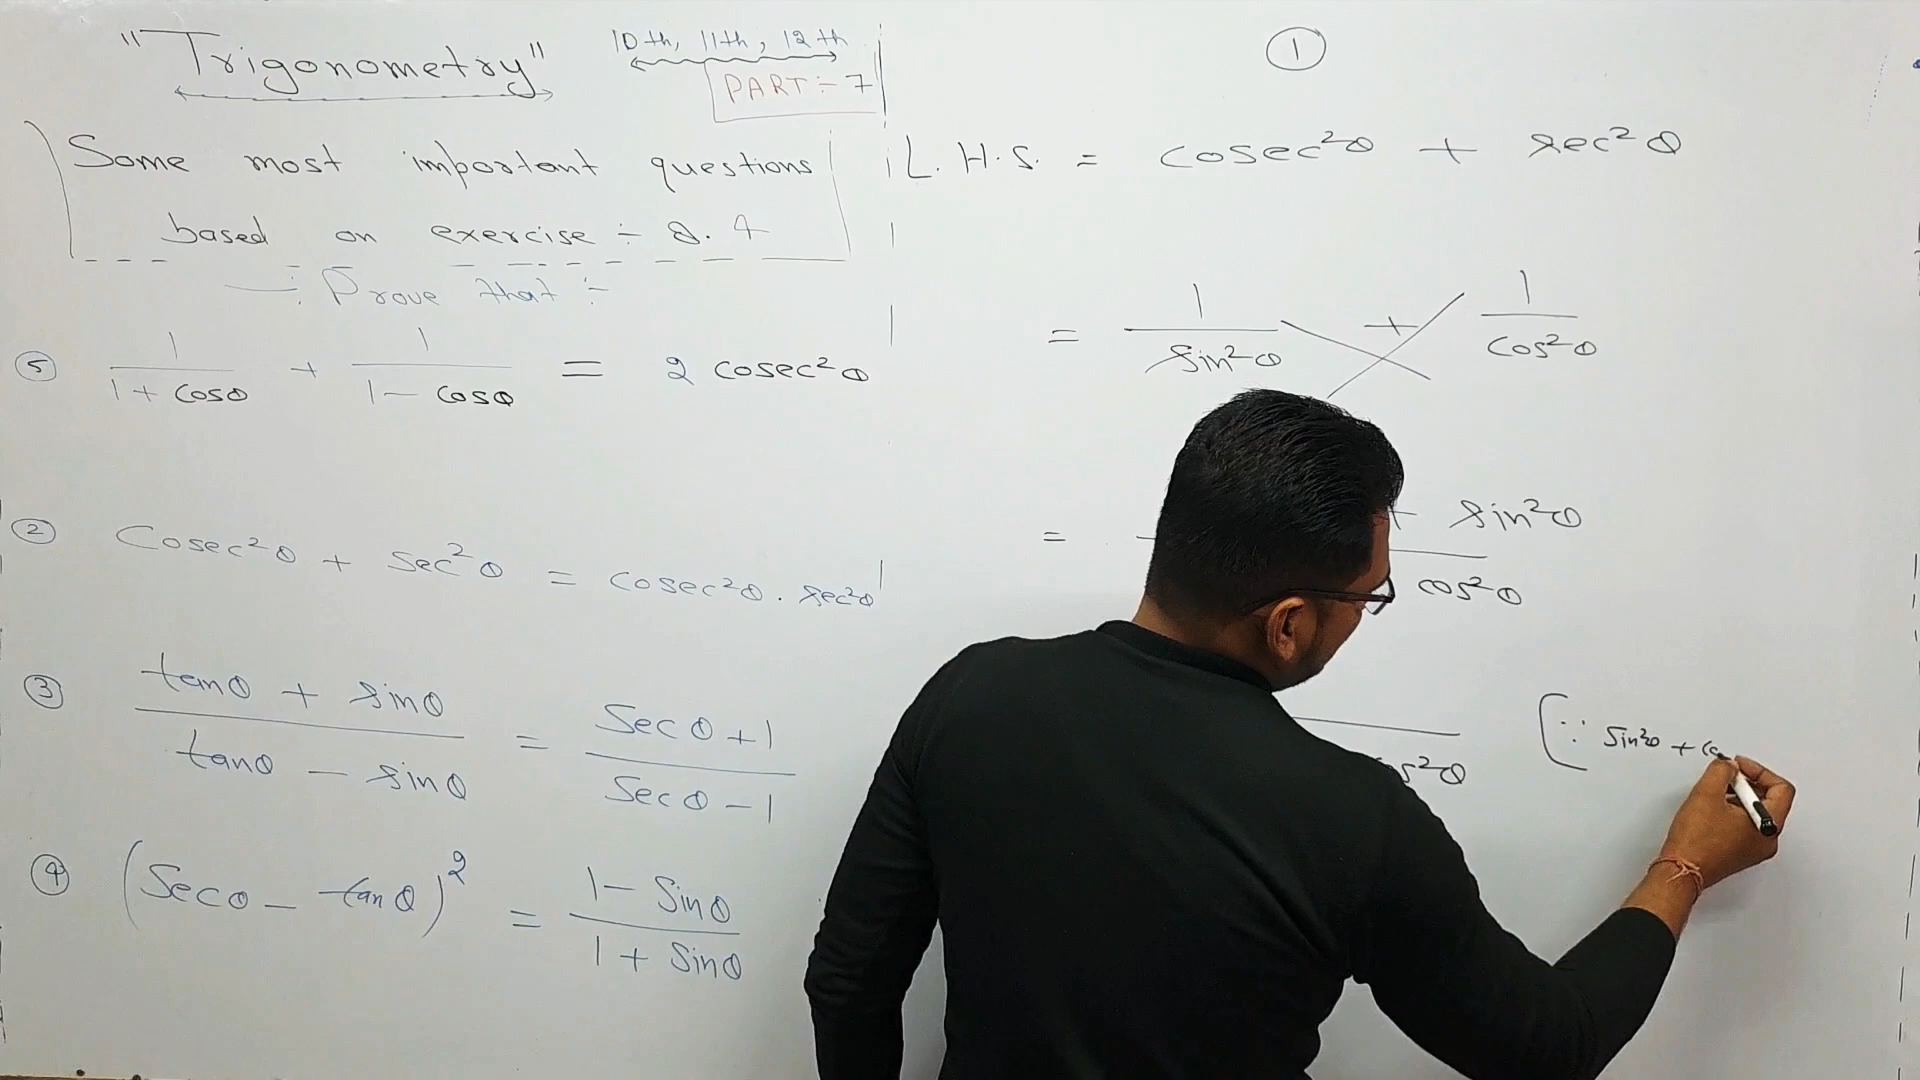 "Trigonometry"
10th, 11th, 12th
PART:- 7
Some most important questions
based on exercise :- 8.4
-: Prove that :-
⑤ 1/(1 + cosθ) + 1/(1 - cosθ) = 2 cosec²θ
② Cosec²θ + Sec²θ = cosec²θ . sec²θ
③ (tanθ + sinθ)/(tanθ - sinθ) = (Secθ + 1)/(Secθ - 1)
④ (Secθ - tanθ)² = (1 - Sinθ)/(1 + Sinθ)
①
L.H.S. = cosec²θ + sec²θ
= 1/sin²θ + 1/cos²θ
= + sin²θ
cos²θ
s²θ
[∵ Sin²θ + Co